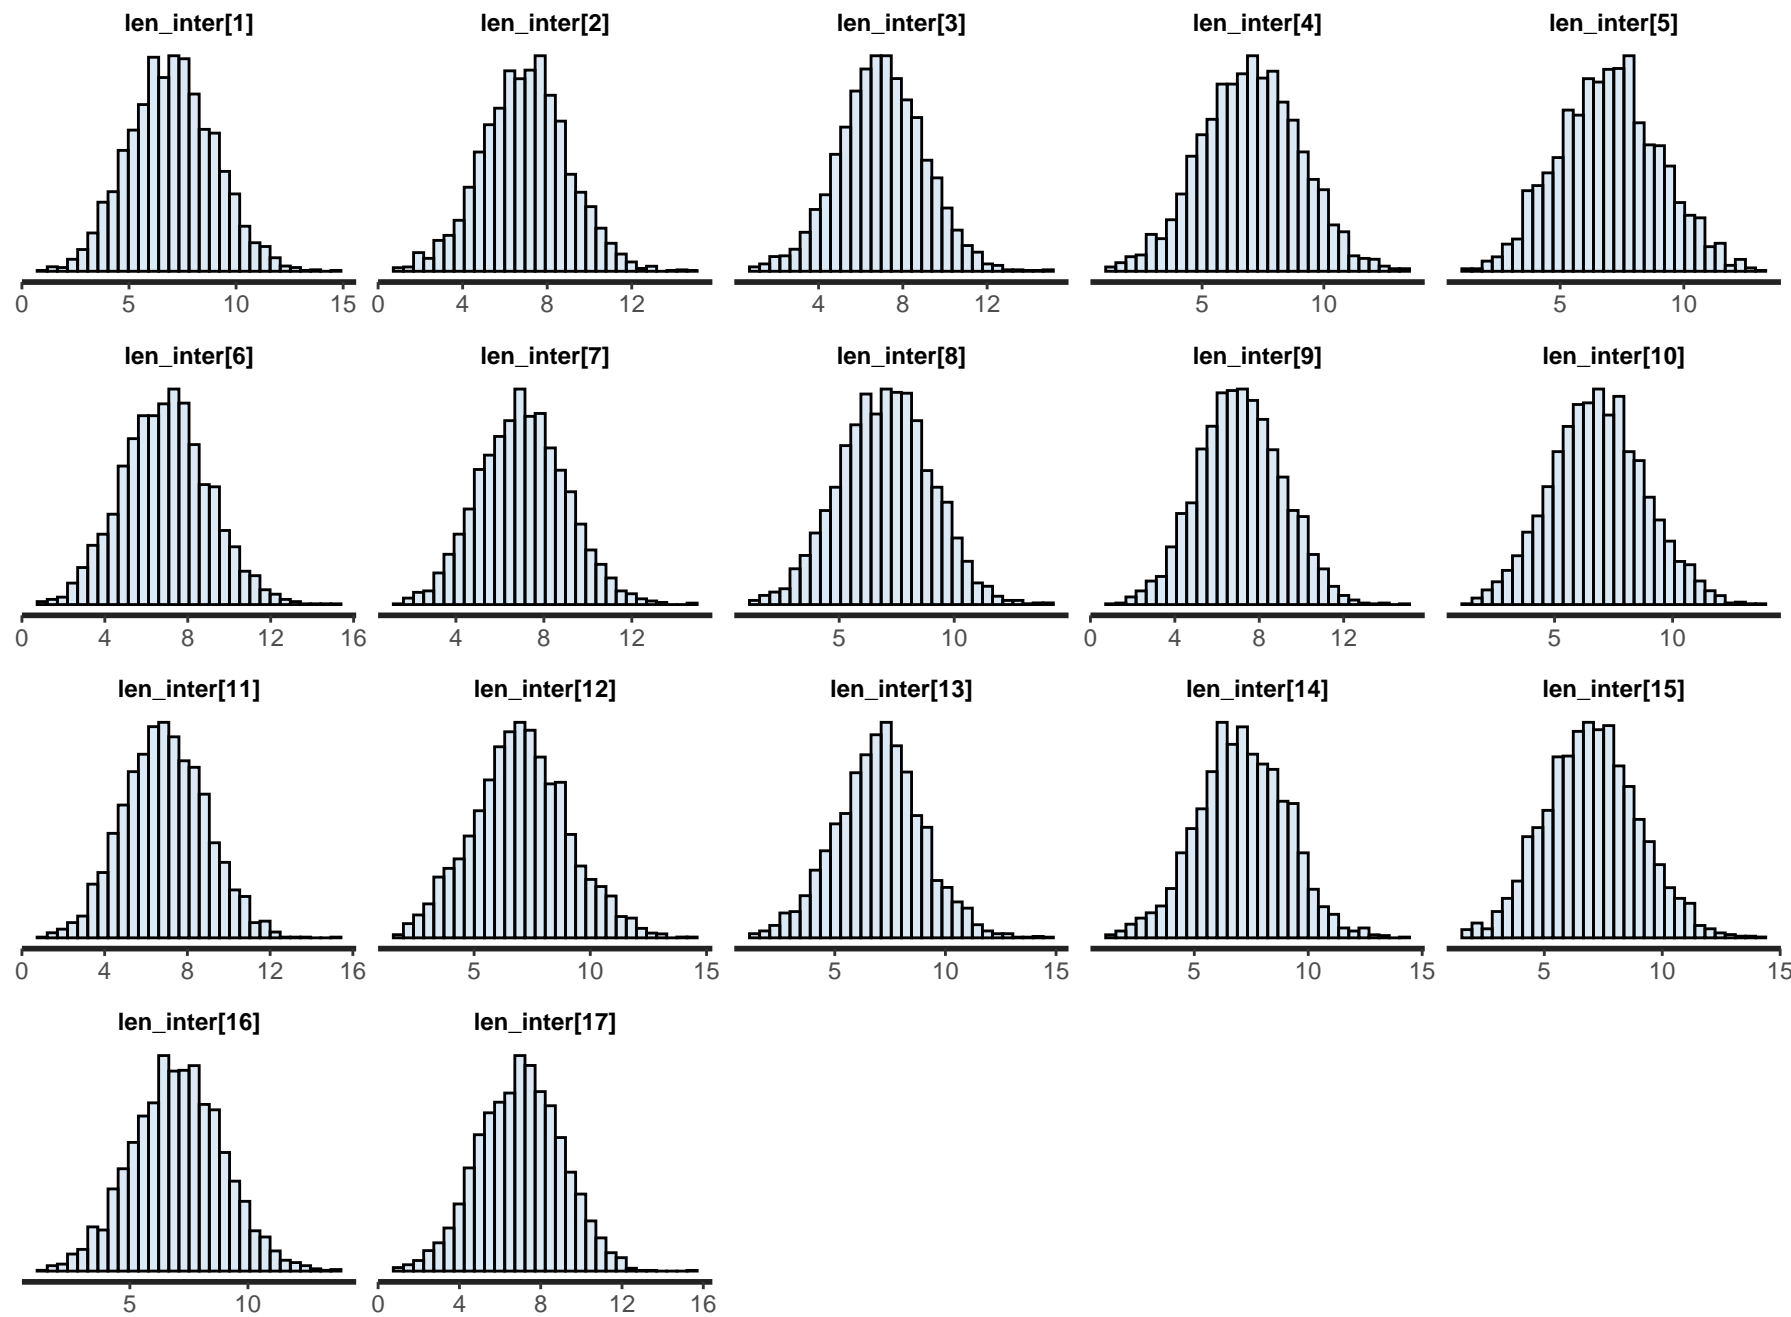 len_inter[1] len_inter[2] len_inter[3] len_inter[4] len_inter[5]
0 5 10 15 0 4 8 12 4 8 12 5 10 5 10
len_inter[6] len_inter[7] len_inter[8] len_inter[9] len_inter[10]
0 4 8 12 16 4 8 12 5 10 0 4 8 12 5 10
len_inter[11] len_inter[12] len_inter[13] len_inter[14] len_inter[15]
0 4 8 12 16 5 10 15 5 10 15 5 10 15 5 10 15
len_inter[16] len_inter[17]
5 10 0 4 8 12 16